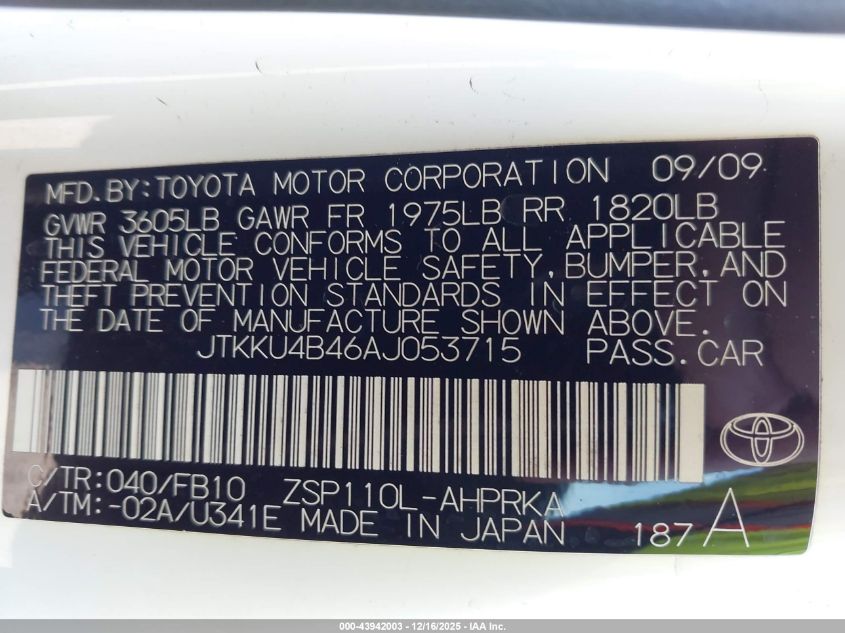 MFD.BY:TOYOTA MOTOR CORPORATION 09/09
GVWR 3605LB GAWR FR 1975LB RR 1820LB
THIS VEHICLE CONFORMS TO ALL APPLICABLE
FEDERAL MOTOR VEHICLE SAFETY, BUMPER, AND
THEFT PREVENTION STANDARDS IN EFFECT ON
THE DATE OF MANUFACTURE SHOWN ABOVE.
JTKKU4B46AJ053715 PASS.CAR
C/TR:040/FB10 ZSP110L-AHPRKA
A/TM:-02A/U341E MADE IN JAPAN 187A
000-43942003 - 12/16/2025 - IAA Inc.